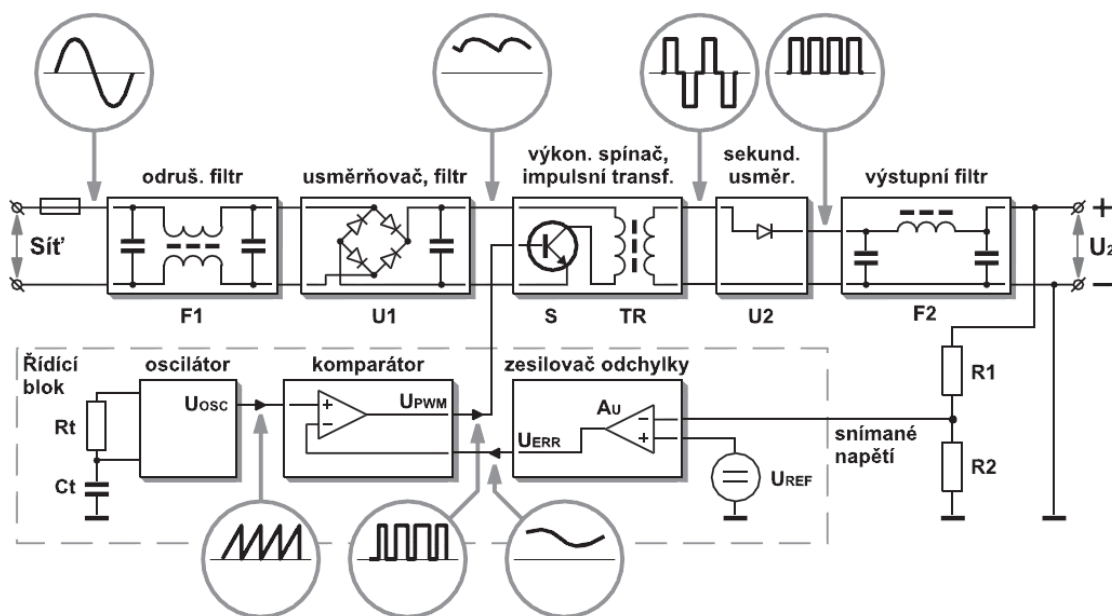 odruš. filtr
usměrňovač, filtr
výkon. spínač,
impulsní transf.
sekund.
usměr.
výstupní filtr
Síť
+
U2
−
F1
U1
S
TR
U2
F2
Řídící
blok
oscilátor
komparátor
zesilovač odchylky
Rt
Ct
UOSC
+
−
UPWM
UERR
AU
−
+
UREF
snímané
napětí
R1
R2